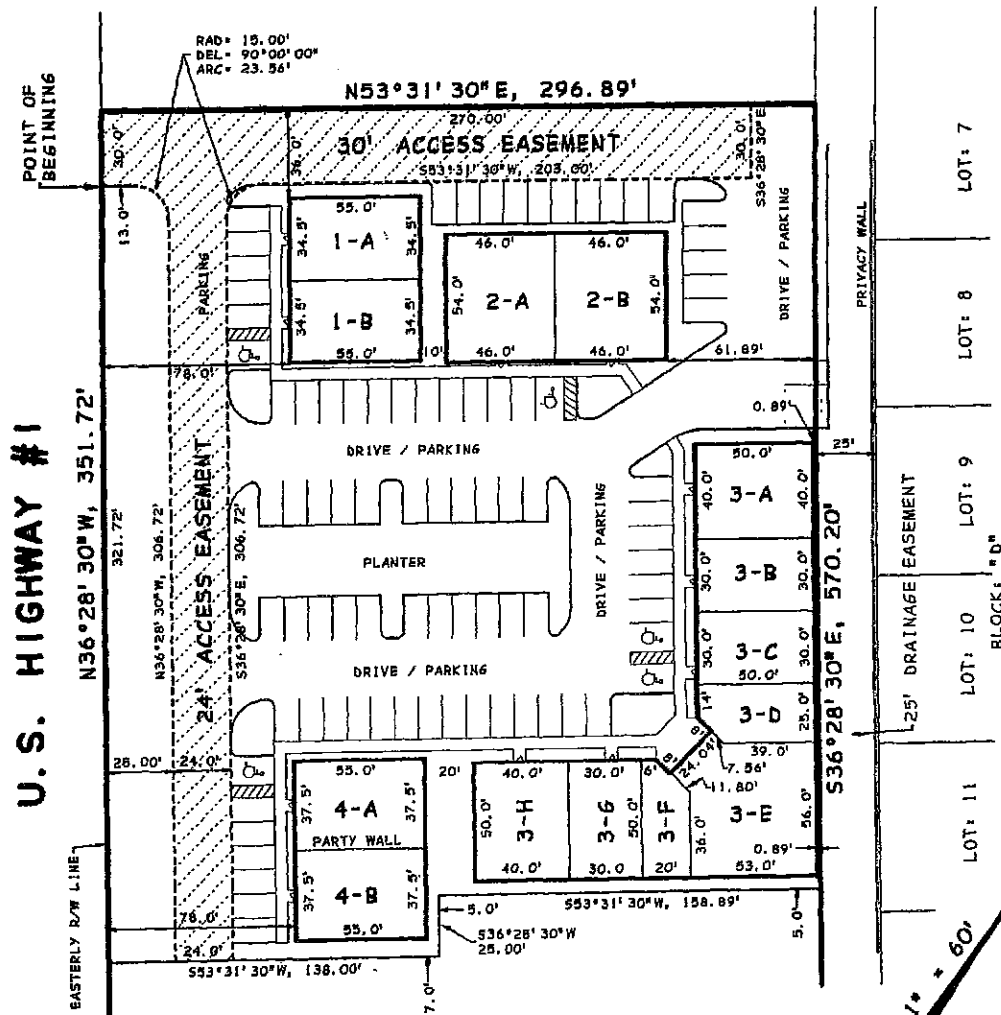 RAD= 15.00'
DEL= 90°00'00"
ARC= 23.56'
POINT OF
BEGINNING
N53°31'30"E, 296.89'
270.00'
30' ACCESS EASEMENT
S53°31'30"W, 203.00'
30.0'
36.0'
30.0'
S36°28'30"E
13.0'
PARKING
55.0'
34.5'
1-A
34.5'
34.5'
1-B
34.5'
55.0'
10'
46.0'
46.0'
54.0'
2-A
2-B
54.0'
46.0'
46.0'
61.89'
DRIVE / PARKING
PRIVACY WALL
LOT: 7
LOT: 8
LOT: 9
LOT: 10
LOT: 11
BLOCK: "D"
78.0'
U.S. HIGHWAY #1
N36°28'30"W, 351.72'
321.72'
N36°28'30"W, 306.72'
24' ACCESS EASEMENT
S36°28'30"E, 306.72'
DRIVE / PARKING
PLANTER
DRIVE / PARKING
DRIVE / PARKING
0.89'
25'
50.0'
40.0'
3-A
40.0'
30.0'
3-B
30.0'
30.0'
3-C
30.0'
50.0'
14'
3-D
25.0'
39.0'
8'
24.04'
8'
7.56'
11.80'
S36°28'30"E, 570.20'
25' DRAINAGE EASEMENT
28.00'
24.0'
55.0'
37.5'
4-A
37.5'
PARTY WALL
37.5'
4-B
37.5'
55.0'
20'
40.0'
30.0'
6'
50.0'
3-H
3-G
50.0'
3-F
36.0'
3-E
56.0'
0.89'
40.0'
30.0
20'
53.0'
S53°31'30"W, 158.89'
5.0'
5.0'
S36°28'30"W
25.00'
78.0'
24.0'
S53°31'30"W, 138.00'
7.0'
EASTERLY R/W LINE
1" = 60'